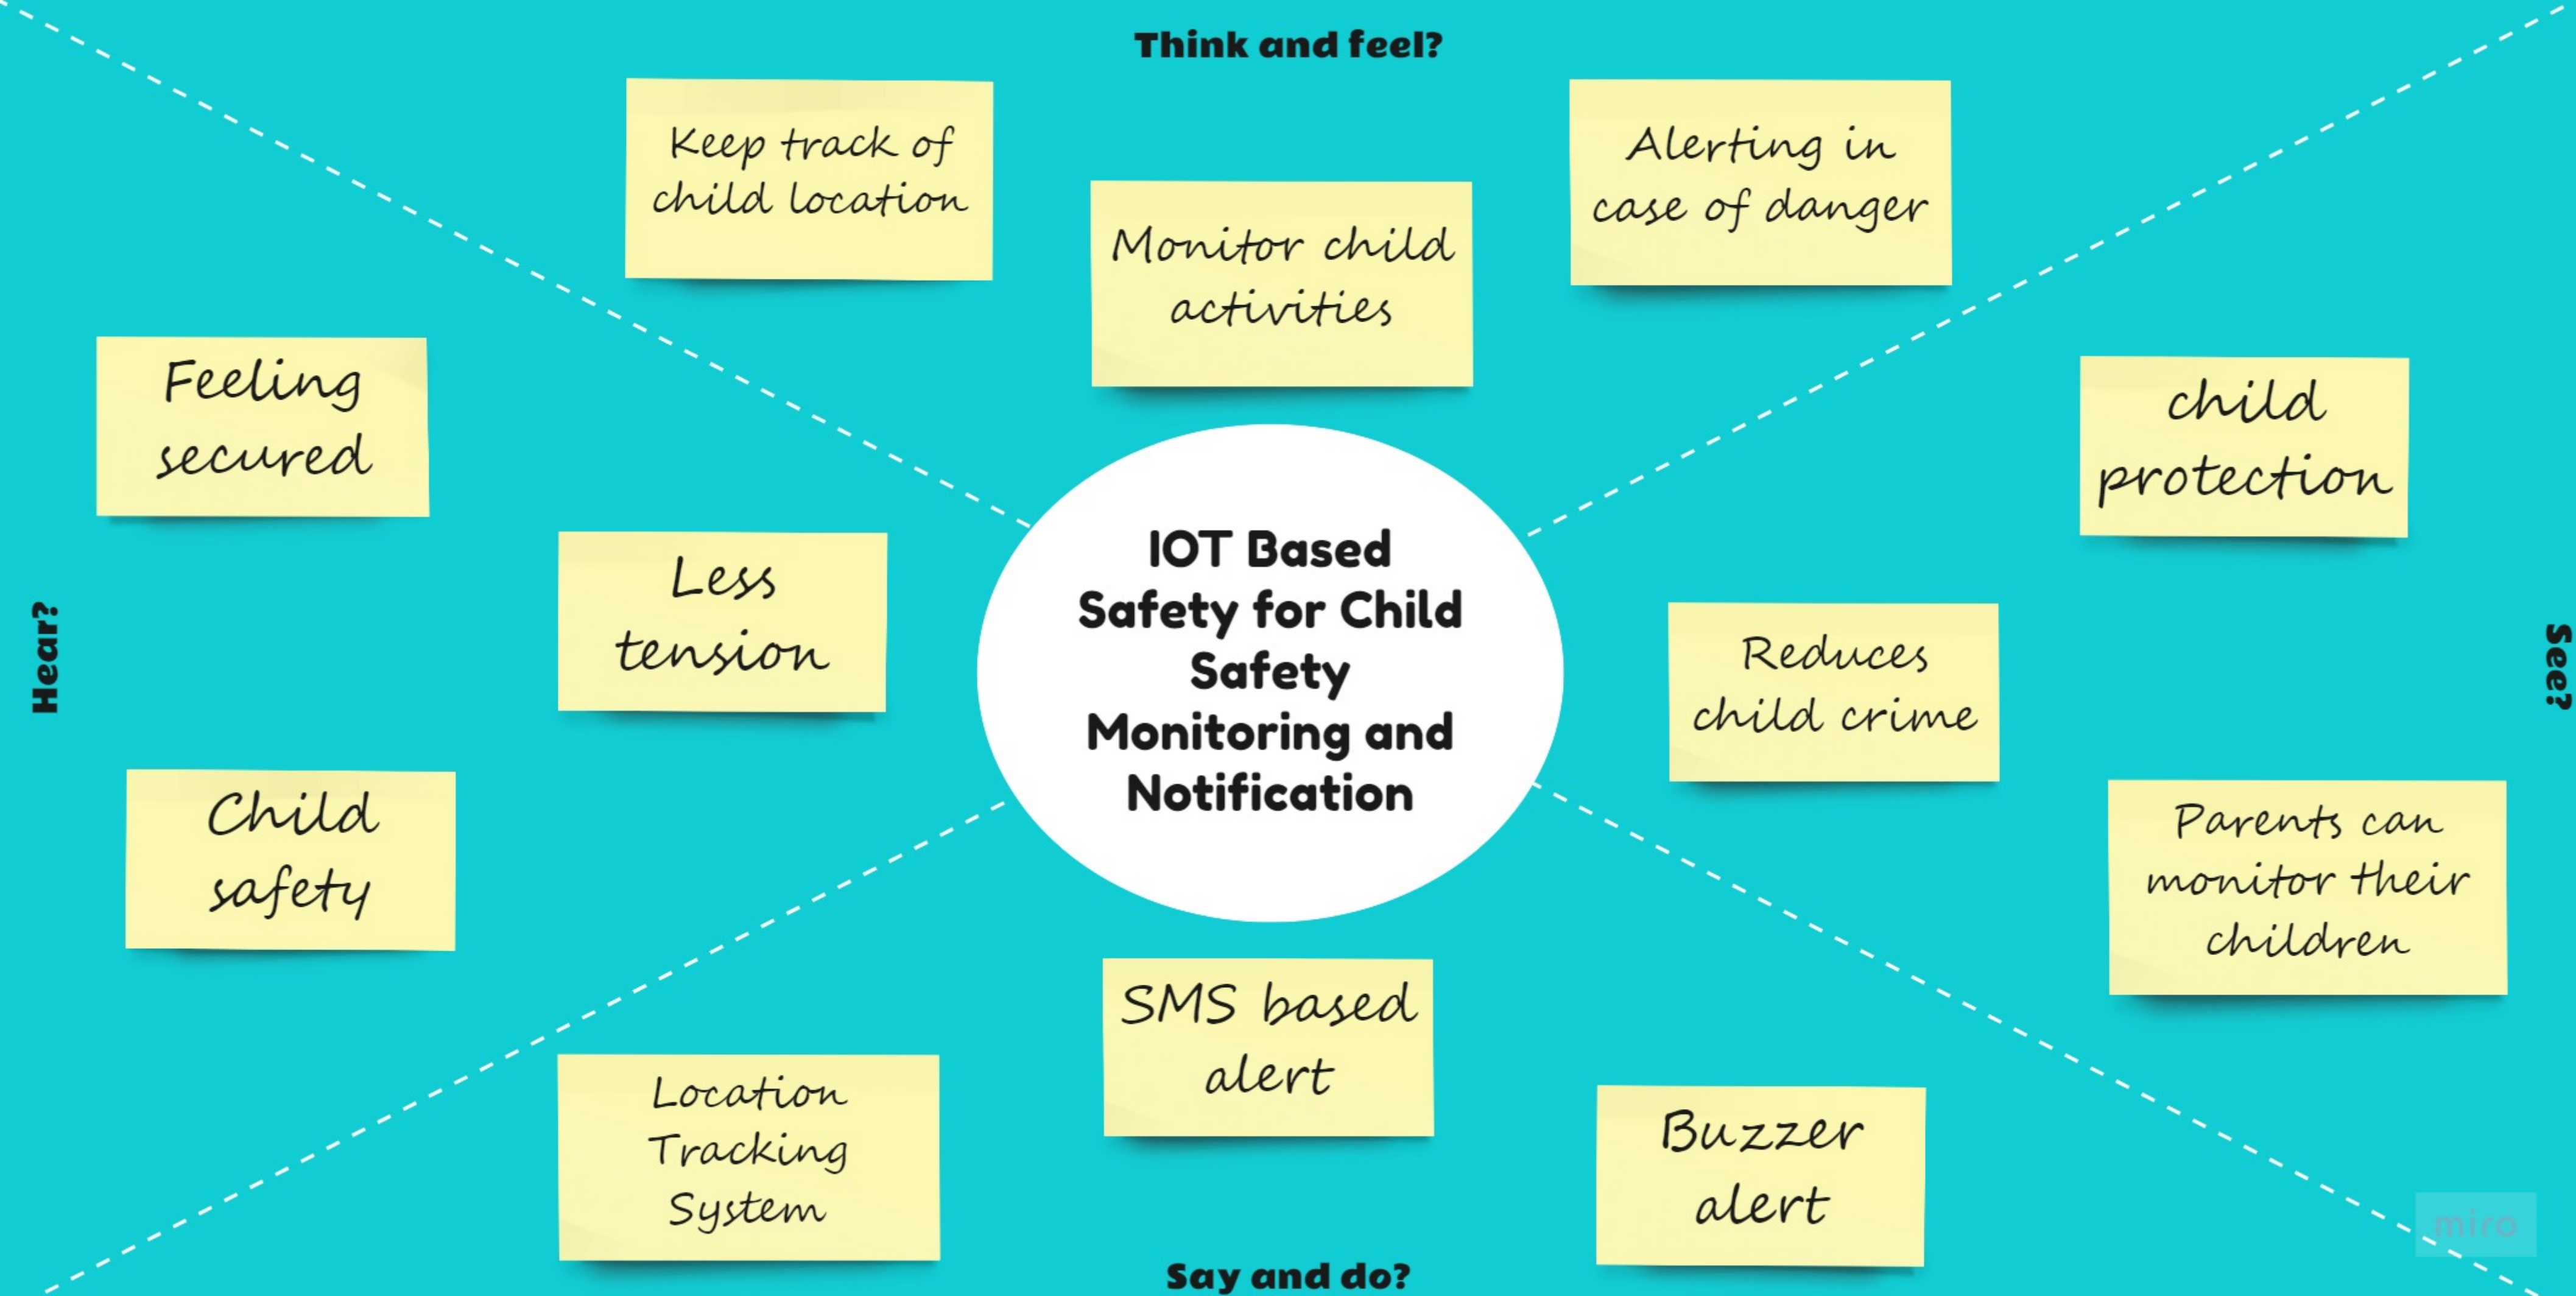 Think and feel?
Keep track of
child location
Monitor child
activities
Alerting in
case of danger
Hear?
Feeling
secured
Less
tension
Child
safety
IOT Based
Safety for Child
Safety
Monitoring and
Notification
See?
child
protection
Reduces
child crime
Parents can
monitor their
children
Location
Tracking
System
SMS based
alert
Buzzer
alert
Say and do?
miro